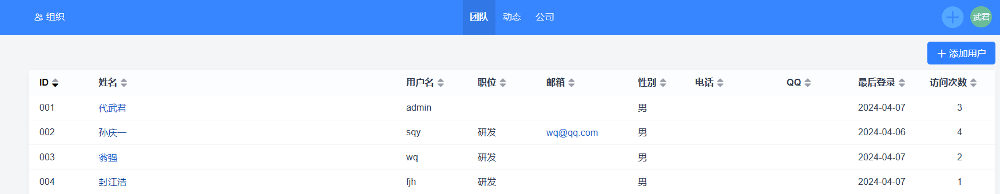 组织 团队 动态 公司 武君
添加用户
ID 姓名 用户名 职位 邮箱 性别 电话 QQ 最后登录 访问次数
001 代武君 admin 男 2024-04-07 3
002 孙庆一 sqy 研发 wq@qq.com 男 2024-04-06 4
003 翁强 wq 研发 男 2024-04-07 2
004 封江浩 fjh 研发 男 2024-04-07 1